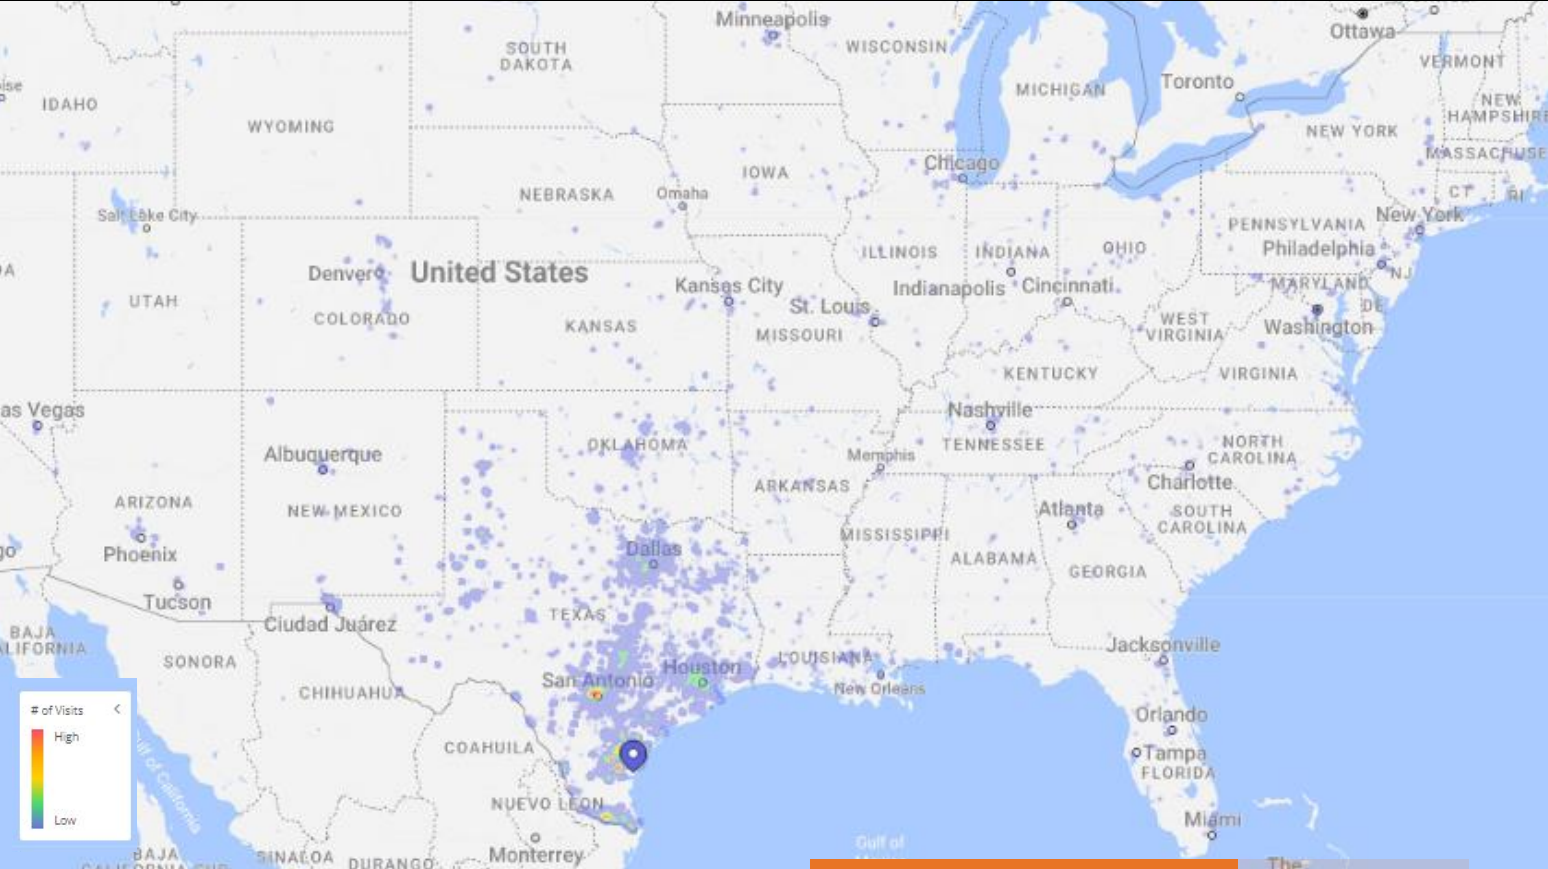 Minneapolis
Ottawa
SOUTH
DAKOTA
WISCONSIN
VERMONT
MICHIGAN
Toronto
IDAHO
NEW
HAMPSHIRE
WYOMING
NEW YORK
MASSACHUSE
Chicago
IOWA
NEBRASKA
Omaha
CT
RI
Salt Lake City
New York
PENNSYLVANIA
Philadelphia
ILLINOIS
INDIANA
OHIO
Denver
United States
NJ
Kansas City
Indianapolis
Cincinnati
MARYLAND
UTAH
St. Louis
DE
COLORADO
KANSAS
MISSOURI
WEST
VIRGINIA
Washington
KENTUCKY
VIRGINIA
as Vegas
Nashville
OKLAHOMA
TENNESSEE
NORTH
CAROLINA
Albuquerque
Memphis
ARKANSAS
Charlotte
ARIZONA
NEW MEXICO
Atlanta
SOUTH
CAROLINA
MISSISSIPPI
Phoenix
Dallas
ALABAMA
GEORGIA
Tucson
TEXAS
Ciudad Juárez
BAJA
ALIFORNIA
Jacksonville
SONORA
Houston
LOUISIANA
San Antonio
CHIHUAHUA
New Orleans
# of Visits
High
Low
Orlando
COAHUILA
Tampa
FLORIDA
ulf of California
NUEVO LEON
Miami
Gulf of
Monterrey
BAJA
SINALOA
DURANGO
The